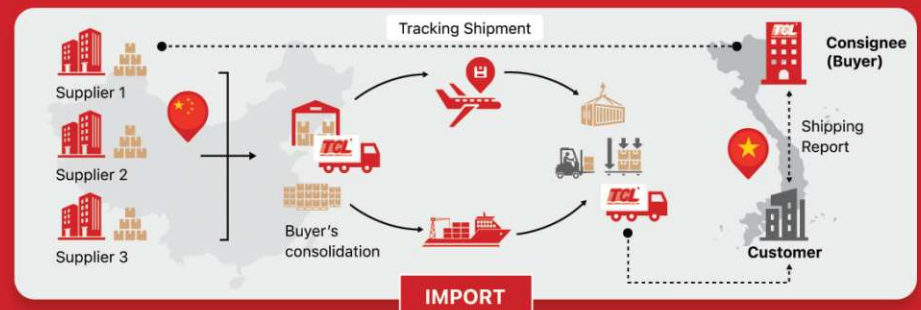 Tracking Shipment
Supplier 1
Supplier 2
Supplier 3
TCL
Buyer's
consolidation
TCL
TCL
Consignee
(Buyer)
Shipping
Report
Customer
IMPORT